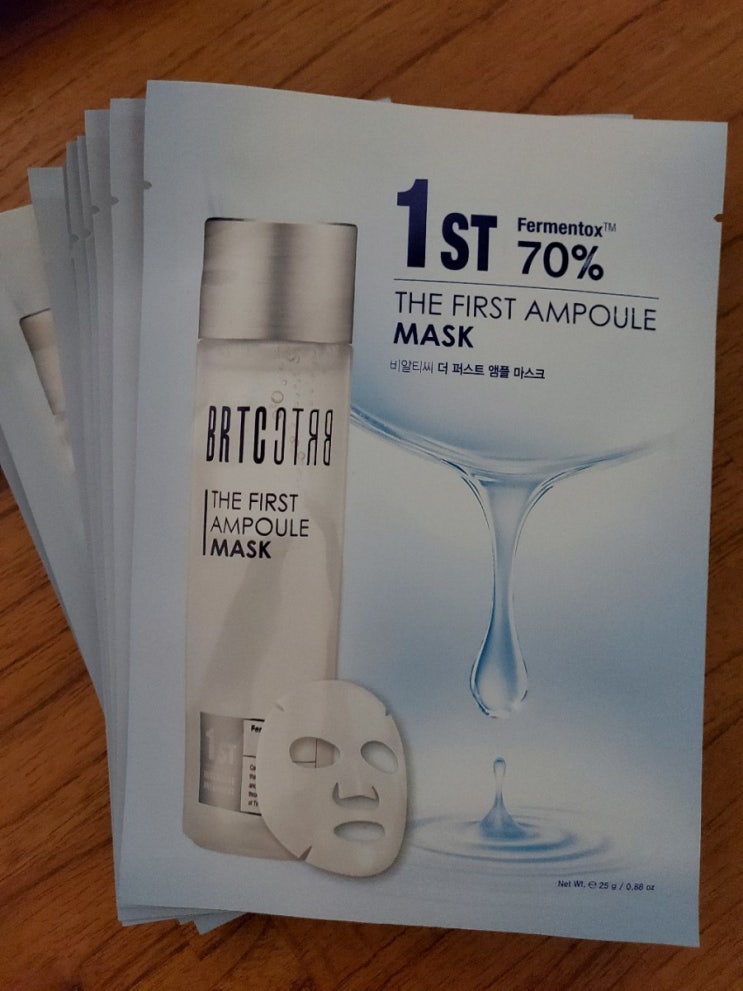 1ST Fermentox™
70%
THE FIRST AMPOULE
MASK
비알티씨 더 퍼스트 앰플 마스크
BRTC
THE FIRST
AMPOULE
MASK
1ST
Net Wt. ℮ 25 g / 0.88 oz